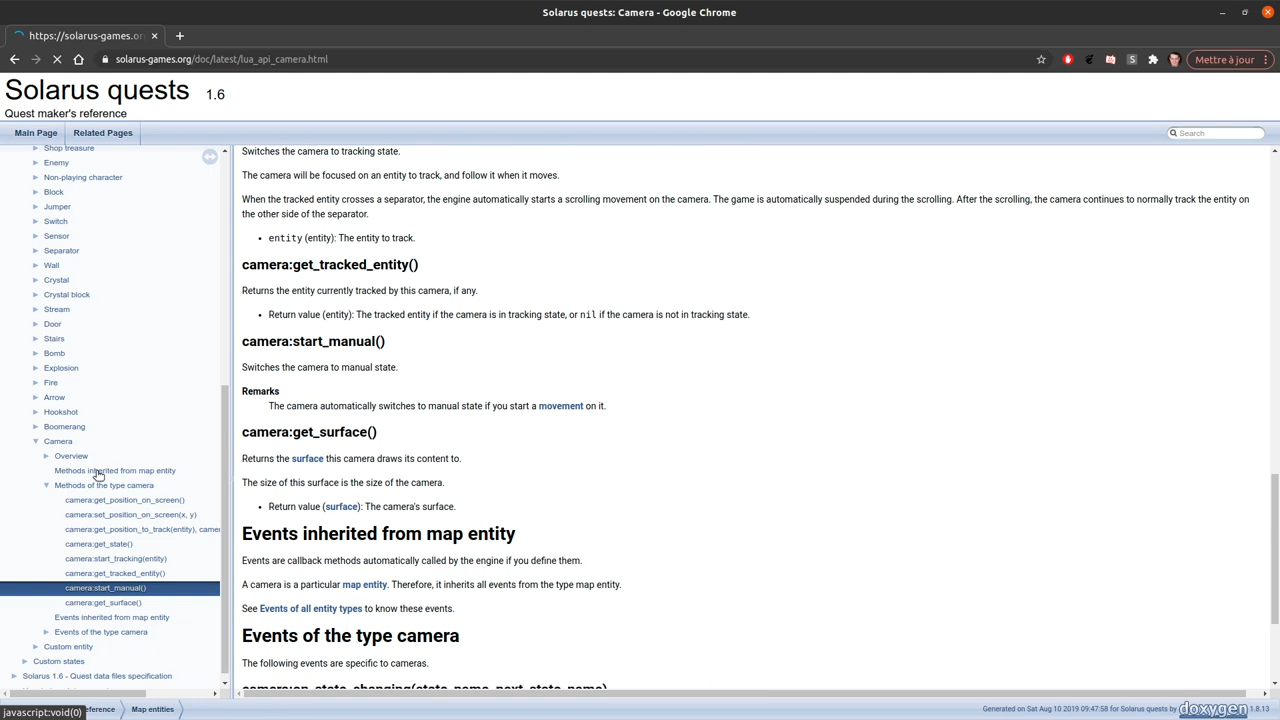 Solarus quests: Camera - Google Chrome
https://solarus-games.or
solarus-games.org/doc/latest/lua_api_camera.html
Mettre à jour
Solarus quests 1.6
Quest maker's reference
Main Page
Related Pages
Search
Shop treasure
Enemy
Non-playing character
Block
Jumper
Switch
Sensor
Separator
Wall
Crystal
Crystal block
Stream
Door
Stairs
Bomb
Explosion
Fire
Arrow
Hookshot
Boomerang
Camera
Overview
Methods inherited from map entity
Methods of the type camera
camera:get_position_on_screen()
camera:set_position_on_screen(x, y)
camera:get_position_to_track(entity), camer
camera:get_state()
camera:start_tracking(entity)
camera:get_tracked_entity()
camera:start_manual()
camera:get_surface()
Events inherited from map entity
Events of the type camera
Custom entity
Custom states
Solarus 1.6 - Quest data files specification
Switches the camera to tracking state.
The camera will be focused on an entity to track, and follow it when it moves.
When the tracked entity crosses a separator, the engine automatically starts a scrolling movement on the camera. The game is automatically suspended during the scrolling. After the scrolling, the camera continues to normally track the entity on
the other side of the separator.
• entity (entity): The entity to track.
camera:get_tracked_entity()
Returns the entity currently tracked by this camera, if any.
• Return value (entity): The tracked entity if the camera is in tracking state, or nil if the camera is not in tracking state.
camera:start_manual()
Switches the camera to manual state.
Remarks
The camera automatically switches to manual state if you start a movement on it.
camera:get_surface()
Returns the surface this camera draws its content to.
The size of this surface is the size of the camera.
• Return value (surface): The camera's surface.
Events inherited from map entity
Events are callback methods automatically called by the engine if you define them.
A camera is a particular map entity. Therefore, it inherits all events from the type map entity.
See Events of all entity types to know these events.
Events of the type camera
The following events are specific to cameras.
camera:on_state_changing(state_name, next_state_name)
javascript:void(0)
eference
Map entities
Generated on Sat Aug 10 2019 09:47:58 for Solarus quests by doxygen 1.8.13